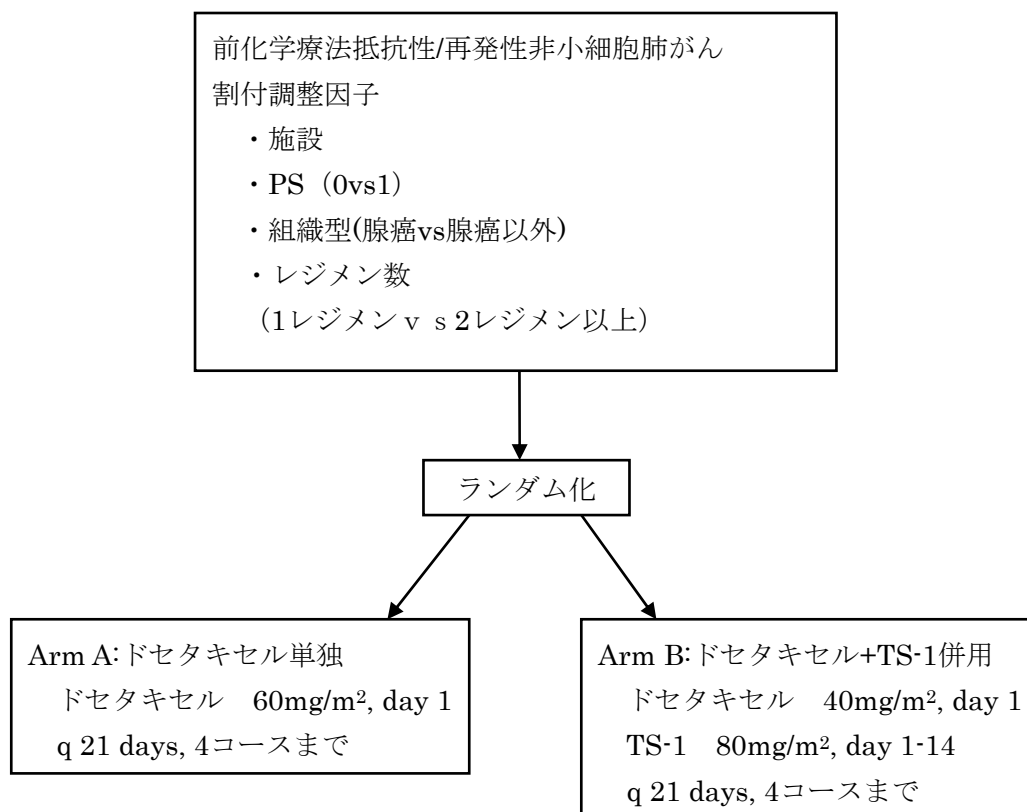 前化学療法抵抗性/再発性非小細胞肺がん
割付調整因子
・施設
・PS（0vs1）
・組織型(腺癌vs腺癌以外)
・レジメン数
（1レジメンｖｓ2レジメン以上）
ランダム化
Arm A:ドセタキセル単独
ドセタキセル　60mg/m², day 1
q 21 days, 4コースまで
Arm B:ドセタキセル+TS-1併用
ドセタキセル　40mg/m², day 1
TS-1　80mg/m², day 1-14
q 21 days, 4コースまで